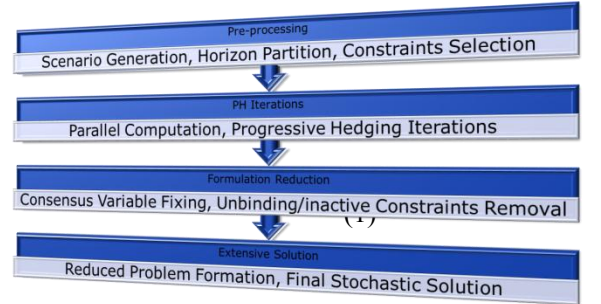 Pre-processing
Scenario Generation, Horizon Partition, Constraints Selection
PH Iterations
Parallel Computation, Progressive Hedging Iterations
Formulation Reduction
Consensus Variable Fixing, Unbinding/inactive Constraints Removal
Extensive Solution
Reduced Problem Formation, Final Stochastic Solution